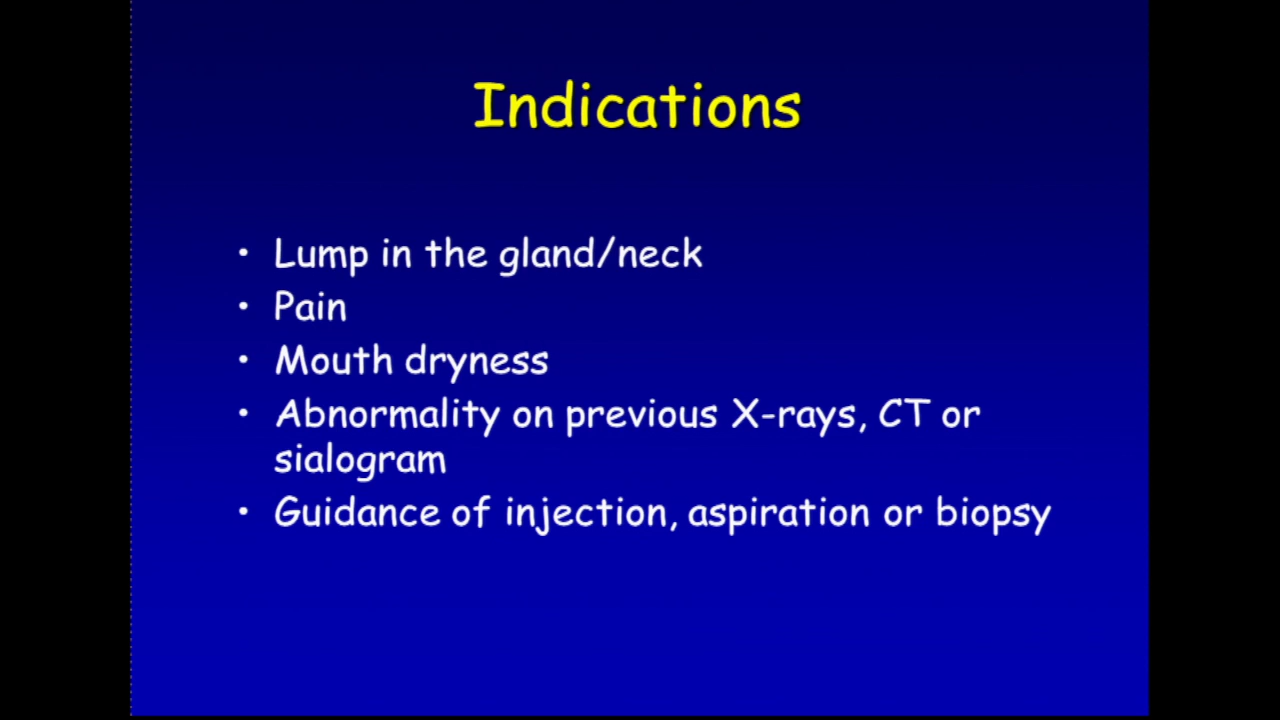 Indications
• Lump in the gland/neck
• Pain
• Mouth dryness
• Abnormality on previous X-rays, CT or
sialogram
• Guidance of injection, aspiration or biopsy